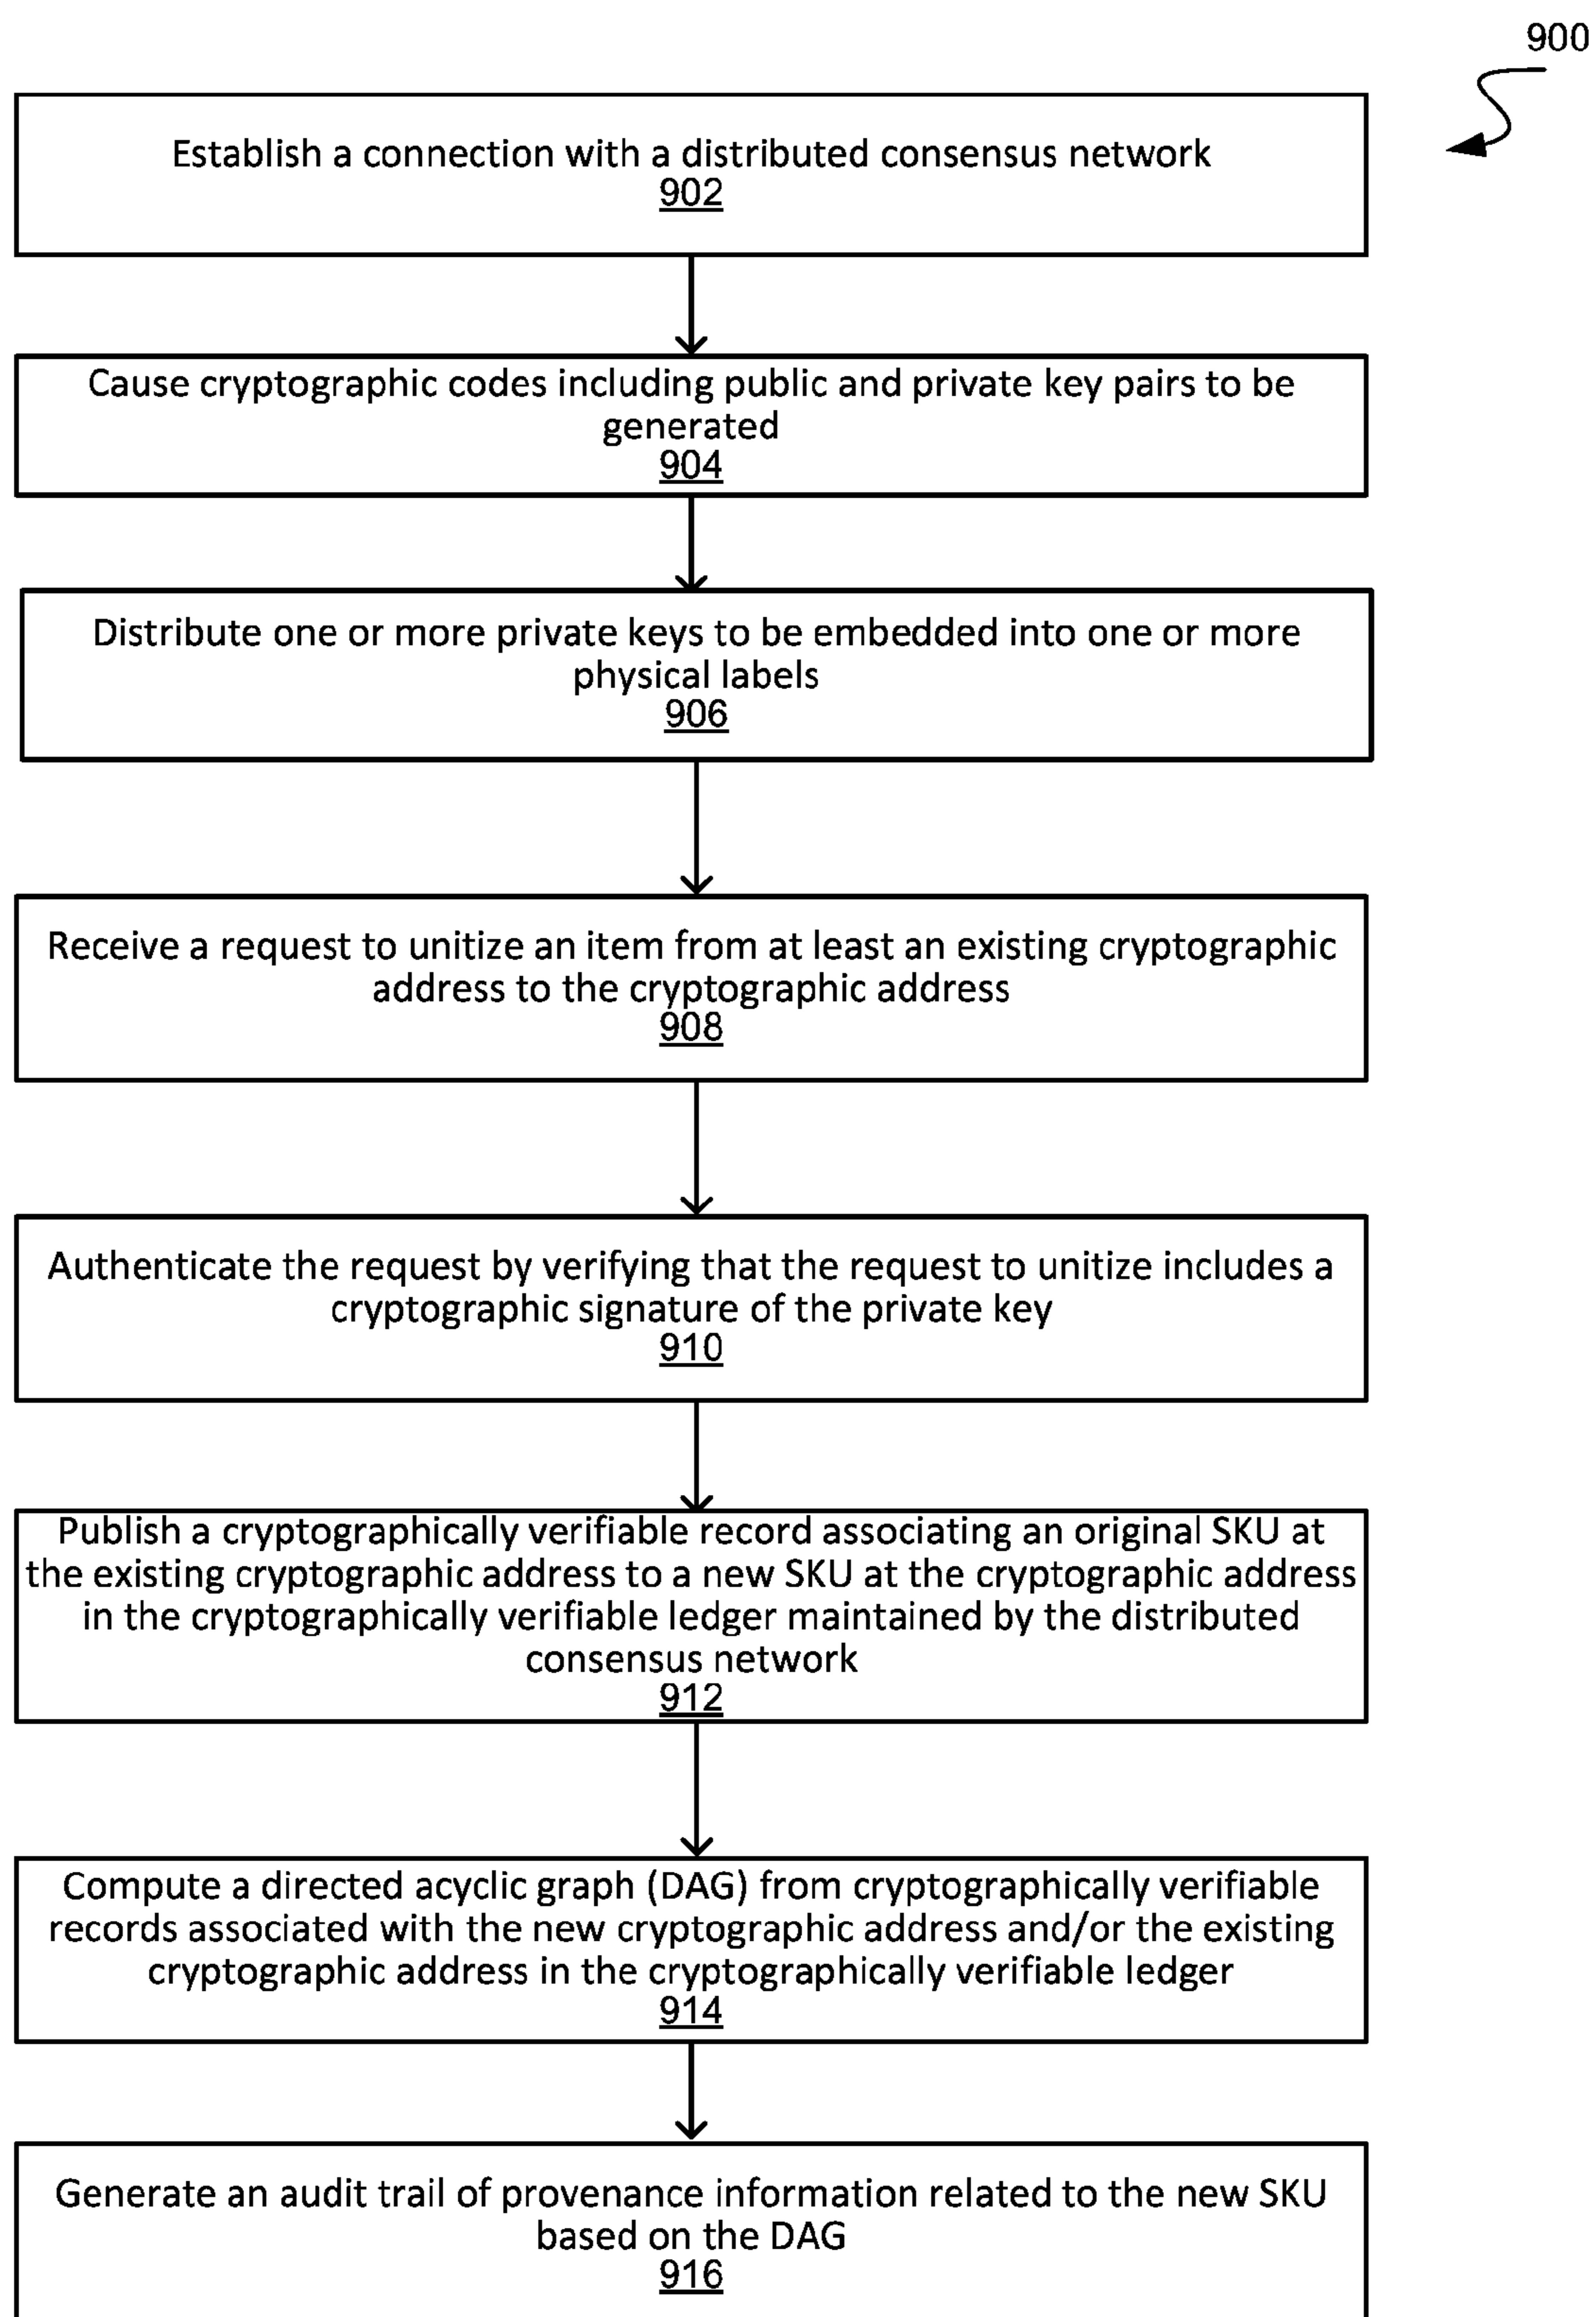 900
Establish a connection with a distributed consensus network
902
Cause cryptographic codes including public and private key pairs to be
generated
904
Distribute one or more private keys to be embedded into one or more
physical labels
906
Receive a request to unitize an item from at least an existing cryptographic
address to the cryptographic address
908
Authenticate the request by verifying that the request to unitize includes a
cryptographic signature of the private key
910
Publish a cryptographically verifiable record associating an original SKU at
the existing cryptographic address to a new SKU at the cryptographic address
in the cryptographically verifiable ledger maintained by the distributed
consensus network
912
Compute a directed acyclic graph (DAG) from cryptographically verifiable
records associated with the new cryptographic address and/or the existing
cryptographic address in the cryptographically verifiable ledger
914
Generate an audit trail of provenance information related to the new SKU
based on the DAG
916